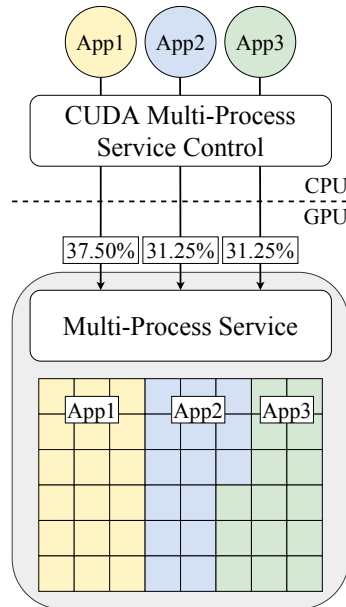 App1 App2 App3
CUDA Multi-Process
Service Control
CPU
GPU
37.50% 31.25% 31.25%
Multi-Process Service
App1 App2 App3